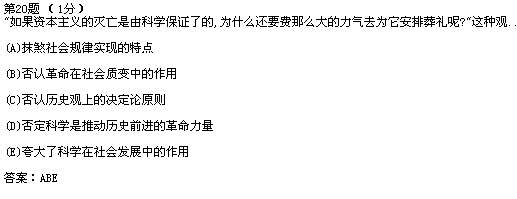 第20题 （1分）
“如果资本主义的灭亡是由科学保证了的,为什么还要费那么大的力气去为它安排葬礼呢?“这种观..
(A)抹煞社会规律实现的特点
(B)否认革命在社会质变中的作用
(C)否认历史观上的决定论原则
(D)否定科学是推动历史前进的革命力量
(E)夸大了科学在社会发展中的作用
答案：ABE